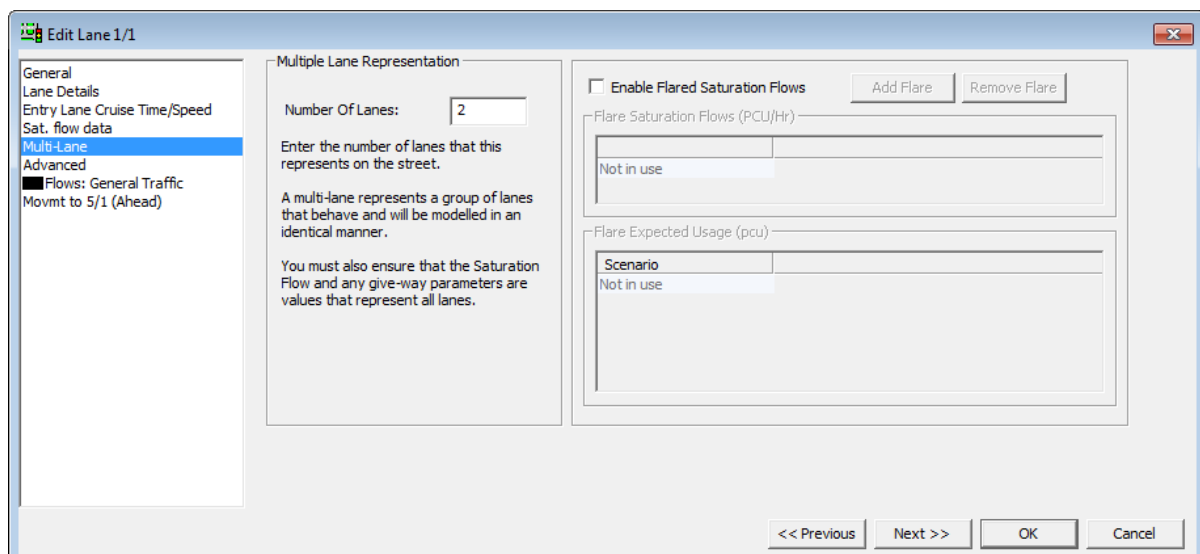 Edit Lane 1/1
General
Lane Details
Entry Lane Cruise Time/Speed
Sat. flow data
Multi-Lane
Advanced
Flows: General Traffic
Movmt to 5/1 (Ahead)
Multiple Lane Representation
Number Of Lanes: 2
Enter the number of lanes that this
represents on the street.
A multi-lane represents a group of lanes
that behave and will be modelled in an
identical manner.
You must also ensure that the Saturation
Flow and any give-way parameters are
values that represent all lanes.
Enable Flared Saturation Flows
Add Flare
Remove Flare
Flare Saturation Flows (PCU/Hr)
Not in use
Flare Expected Usage (pcu)
Scenario
Not in use
<< Previous
Next >>
OK
Cancel